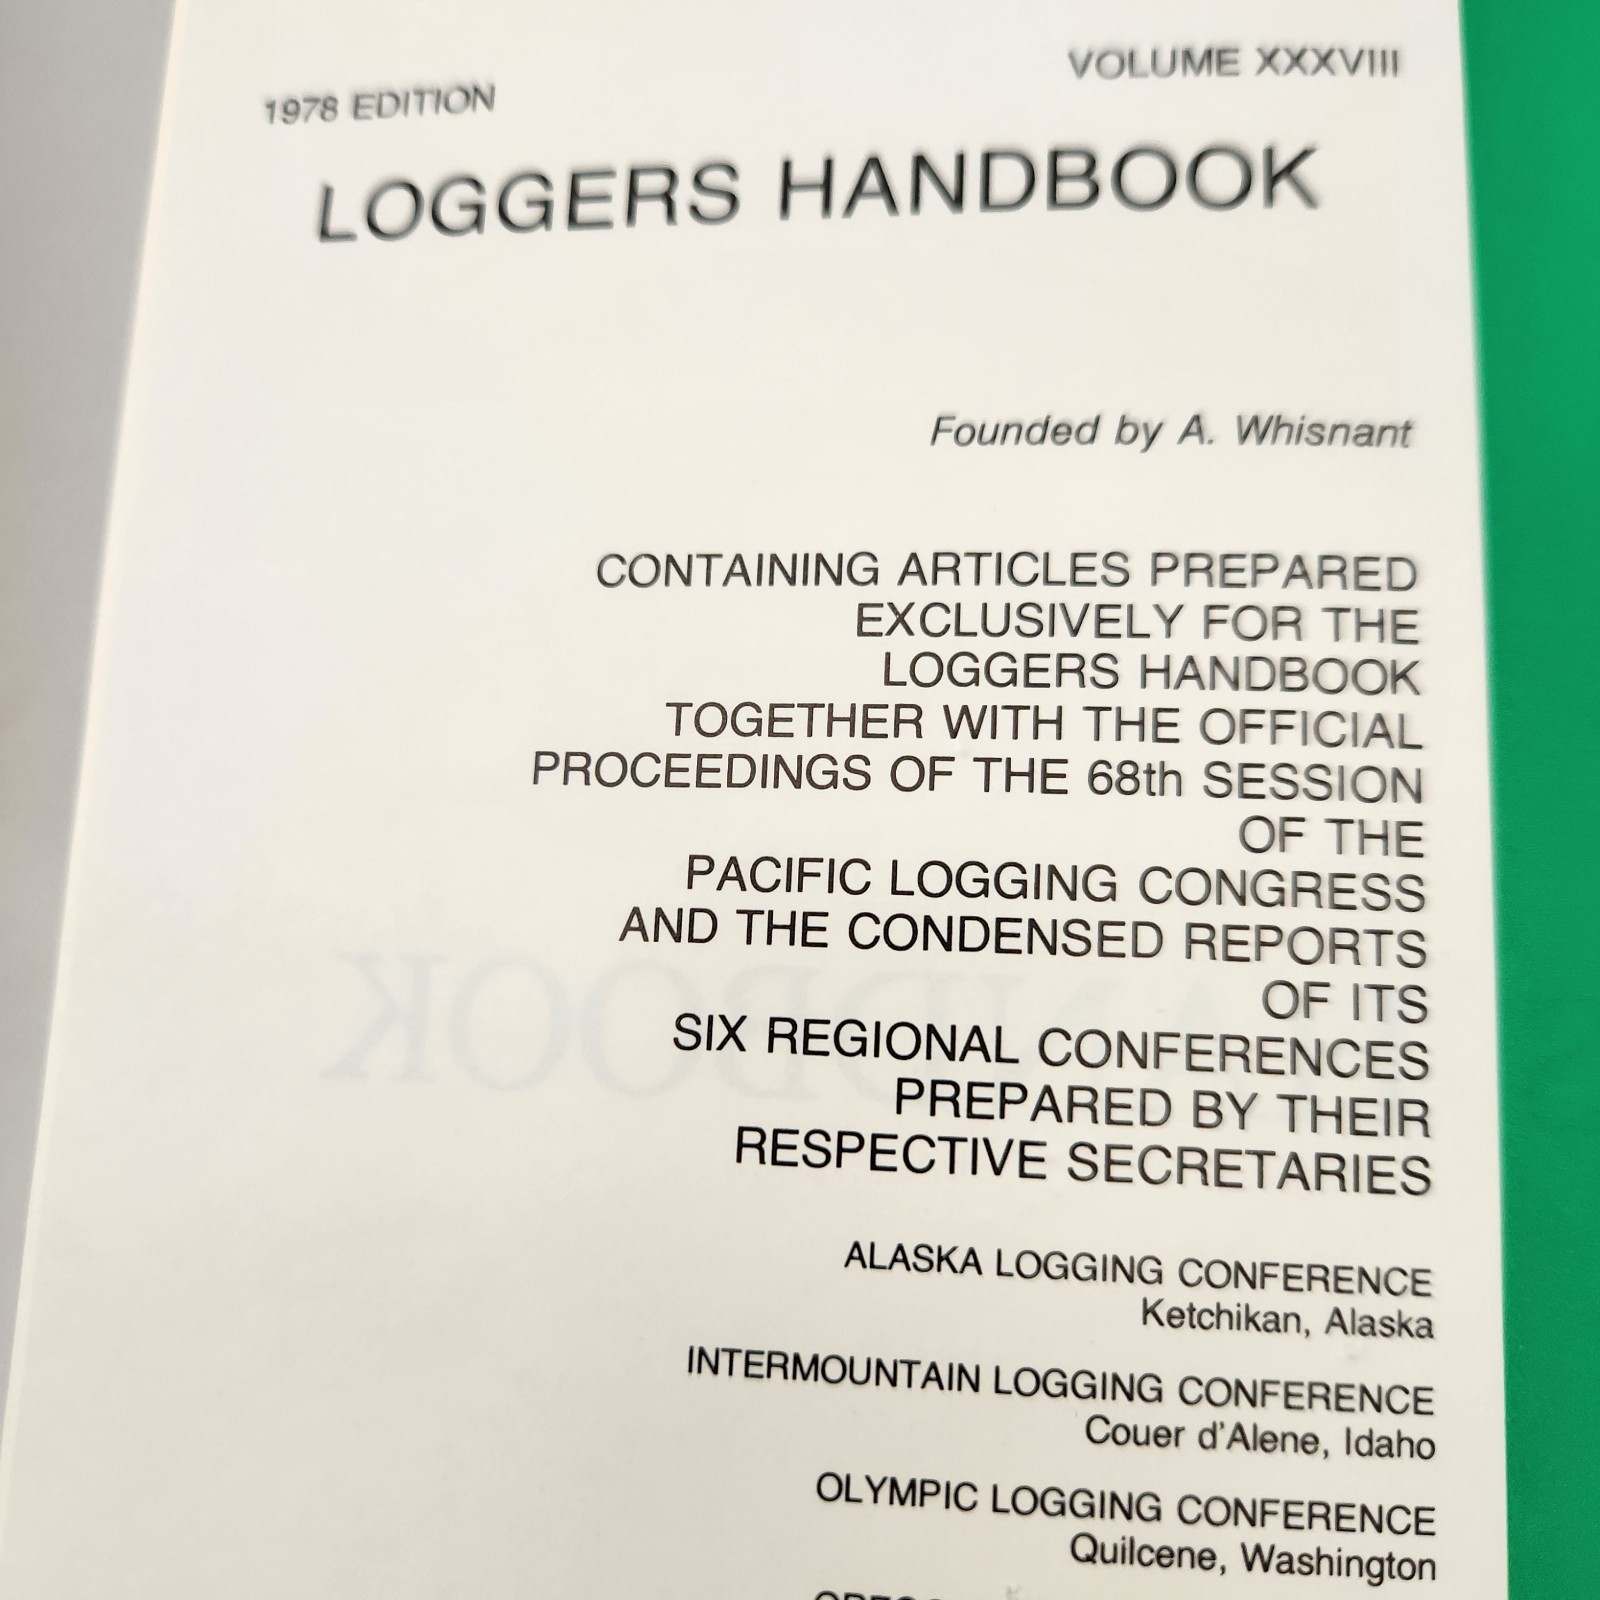 VOLUME XXXVIII
1978 EDITION
LOGGERS HANDBOOK
Founded by A. Whisnant
CONTAINING ARTICLES PREPARED
EXCLUSIVELY FOR THE
LOGGERS HANDBOOK
TOGETHER WITH THE OFFICIAL
PROCEEDINGS OF THE 68th SESSION
OF THE
PACIFIC LOGGING CONGRESS
AND THE CONDENSED REPORTS
OF ITS
SIX REGIONAL CONFERENCES
PREPARED BY THEIR
RESPECTIVE SECRETARIES
ALASKA LOGGING CONFERENCE
Ketchikan, Alaska
INTERMOUNTAIN LOGGING CONFERENCE
Couer d'Alene, Idaho
OLYMPIC LOGGING CONFERENCE
Quilcene, Washington